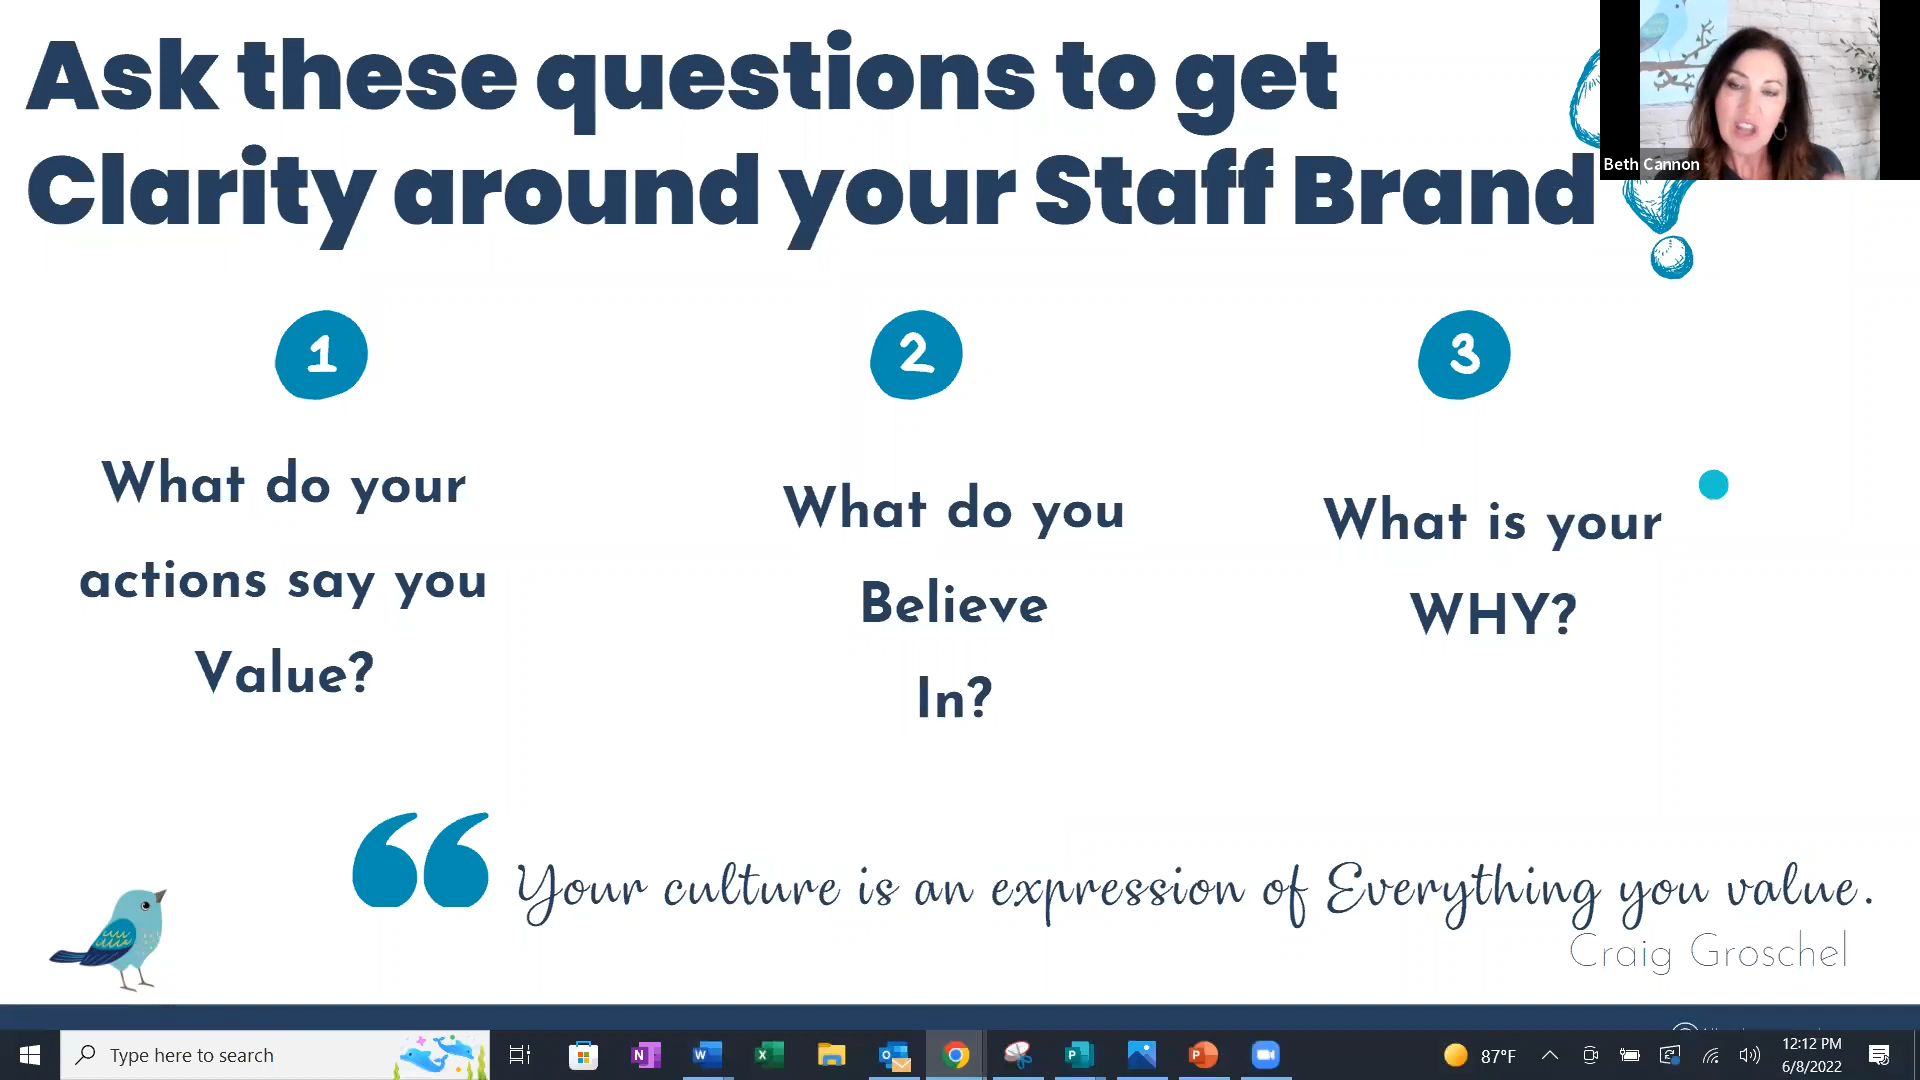 Ask these questions to get
Clarity around your Staff Brand
Beth Cannon
1
2
3
What do your
actions say you
Value?
What do you
Believe
In?
What is your
WHY?
Your culture is an expression of Everything you value.
Craig Groschel
Type here to search
87°F
12:12 PM
6/8/2022